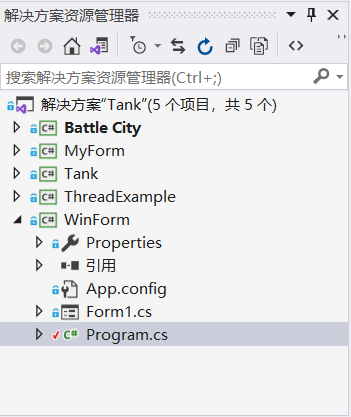 解决方案资源管理器
搜索解决方案资源管理器(Ctrl+;)
解决方案"Tank"(5 个项目，共 5 个)
C# Battle City
C# MyForm
C# Tank
C# ThreadExample
C# WinForm
Properties
引用
App.config
Form1.cs
C# Program.cs